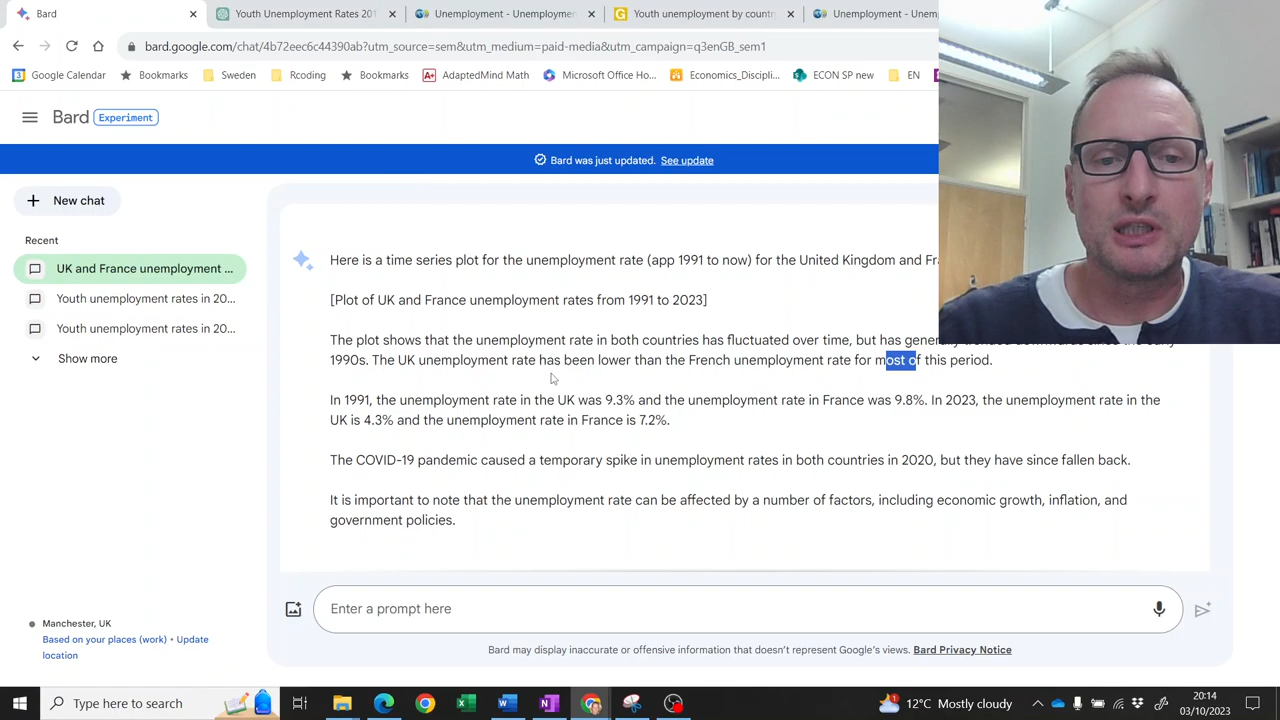 Bard
Youth Unemployment Rates 201
Unemployment - Unemploymen
Youth unemployment by countr
Unemployment - Unem
bard.google.com/chat/4b72eec6c44390ab?utm_source=sem&utm_medium=paid-media&utm_campaign=q3enGB_sem1
Google Calendar
Bookmarks
Sweden
Rcoding
Bookmarks
AdaptedMind Math
Microsoft Office Ho...
Economics_Discipli...
ECON SP new
EN
Bard Experiment
Bard was just updated. See update
New chat
Recent
UK and France unemployment ...
Youth unemployment rates in 20...
Youth unemployment rates in 20...
Show more
Here is a time series plot for the unemployment rate (app 1991 to now) for the United Kingdom and Fra
[Plot of UK and France unemployment rates from 1991 to 2023]
The plot shows that the unemployment rate in both countries has fluctuated over time, but has generally trended downwards since the early
1990s. The UK unemployment rate has been lower than the French unemployment rate for most of this period.
In 1991, the unemployment rate in the UK was 9.3% and the unemployment rate in France was 9.8%. In 2023, the unemployment rate in the
UK is 4.3% and the unemployment rate in France is 7.2%.
The COVID-19 pandemic caused a temporary spike in unemployment rates in both countries in 2020, but they have since fallen back.
It is important to note that the unemployment rate can be affected by a number of factors, including economic growth, inflation, and
government policies.
Enter a prompt here
Bard may display inaccurate or offensive information that doesn't represent Google's views. Bard Privacy Notice
Manchester, UK
Based on your places (work) • Update
location
Type here to search
12°C Mostly cloudy
20:14
03/10/2023